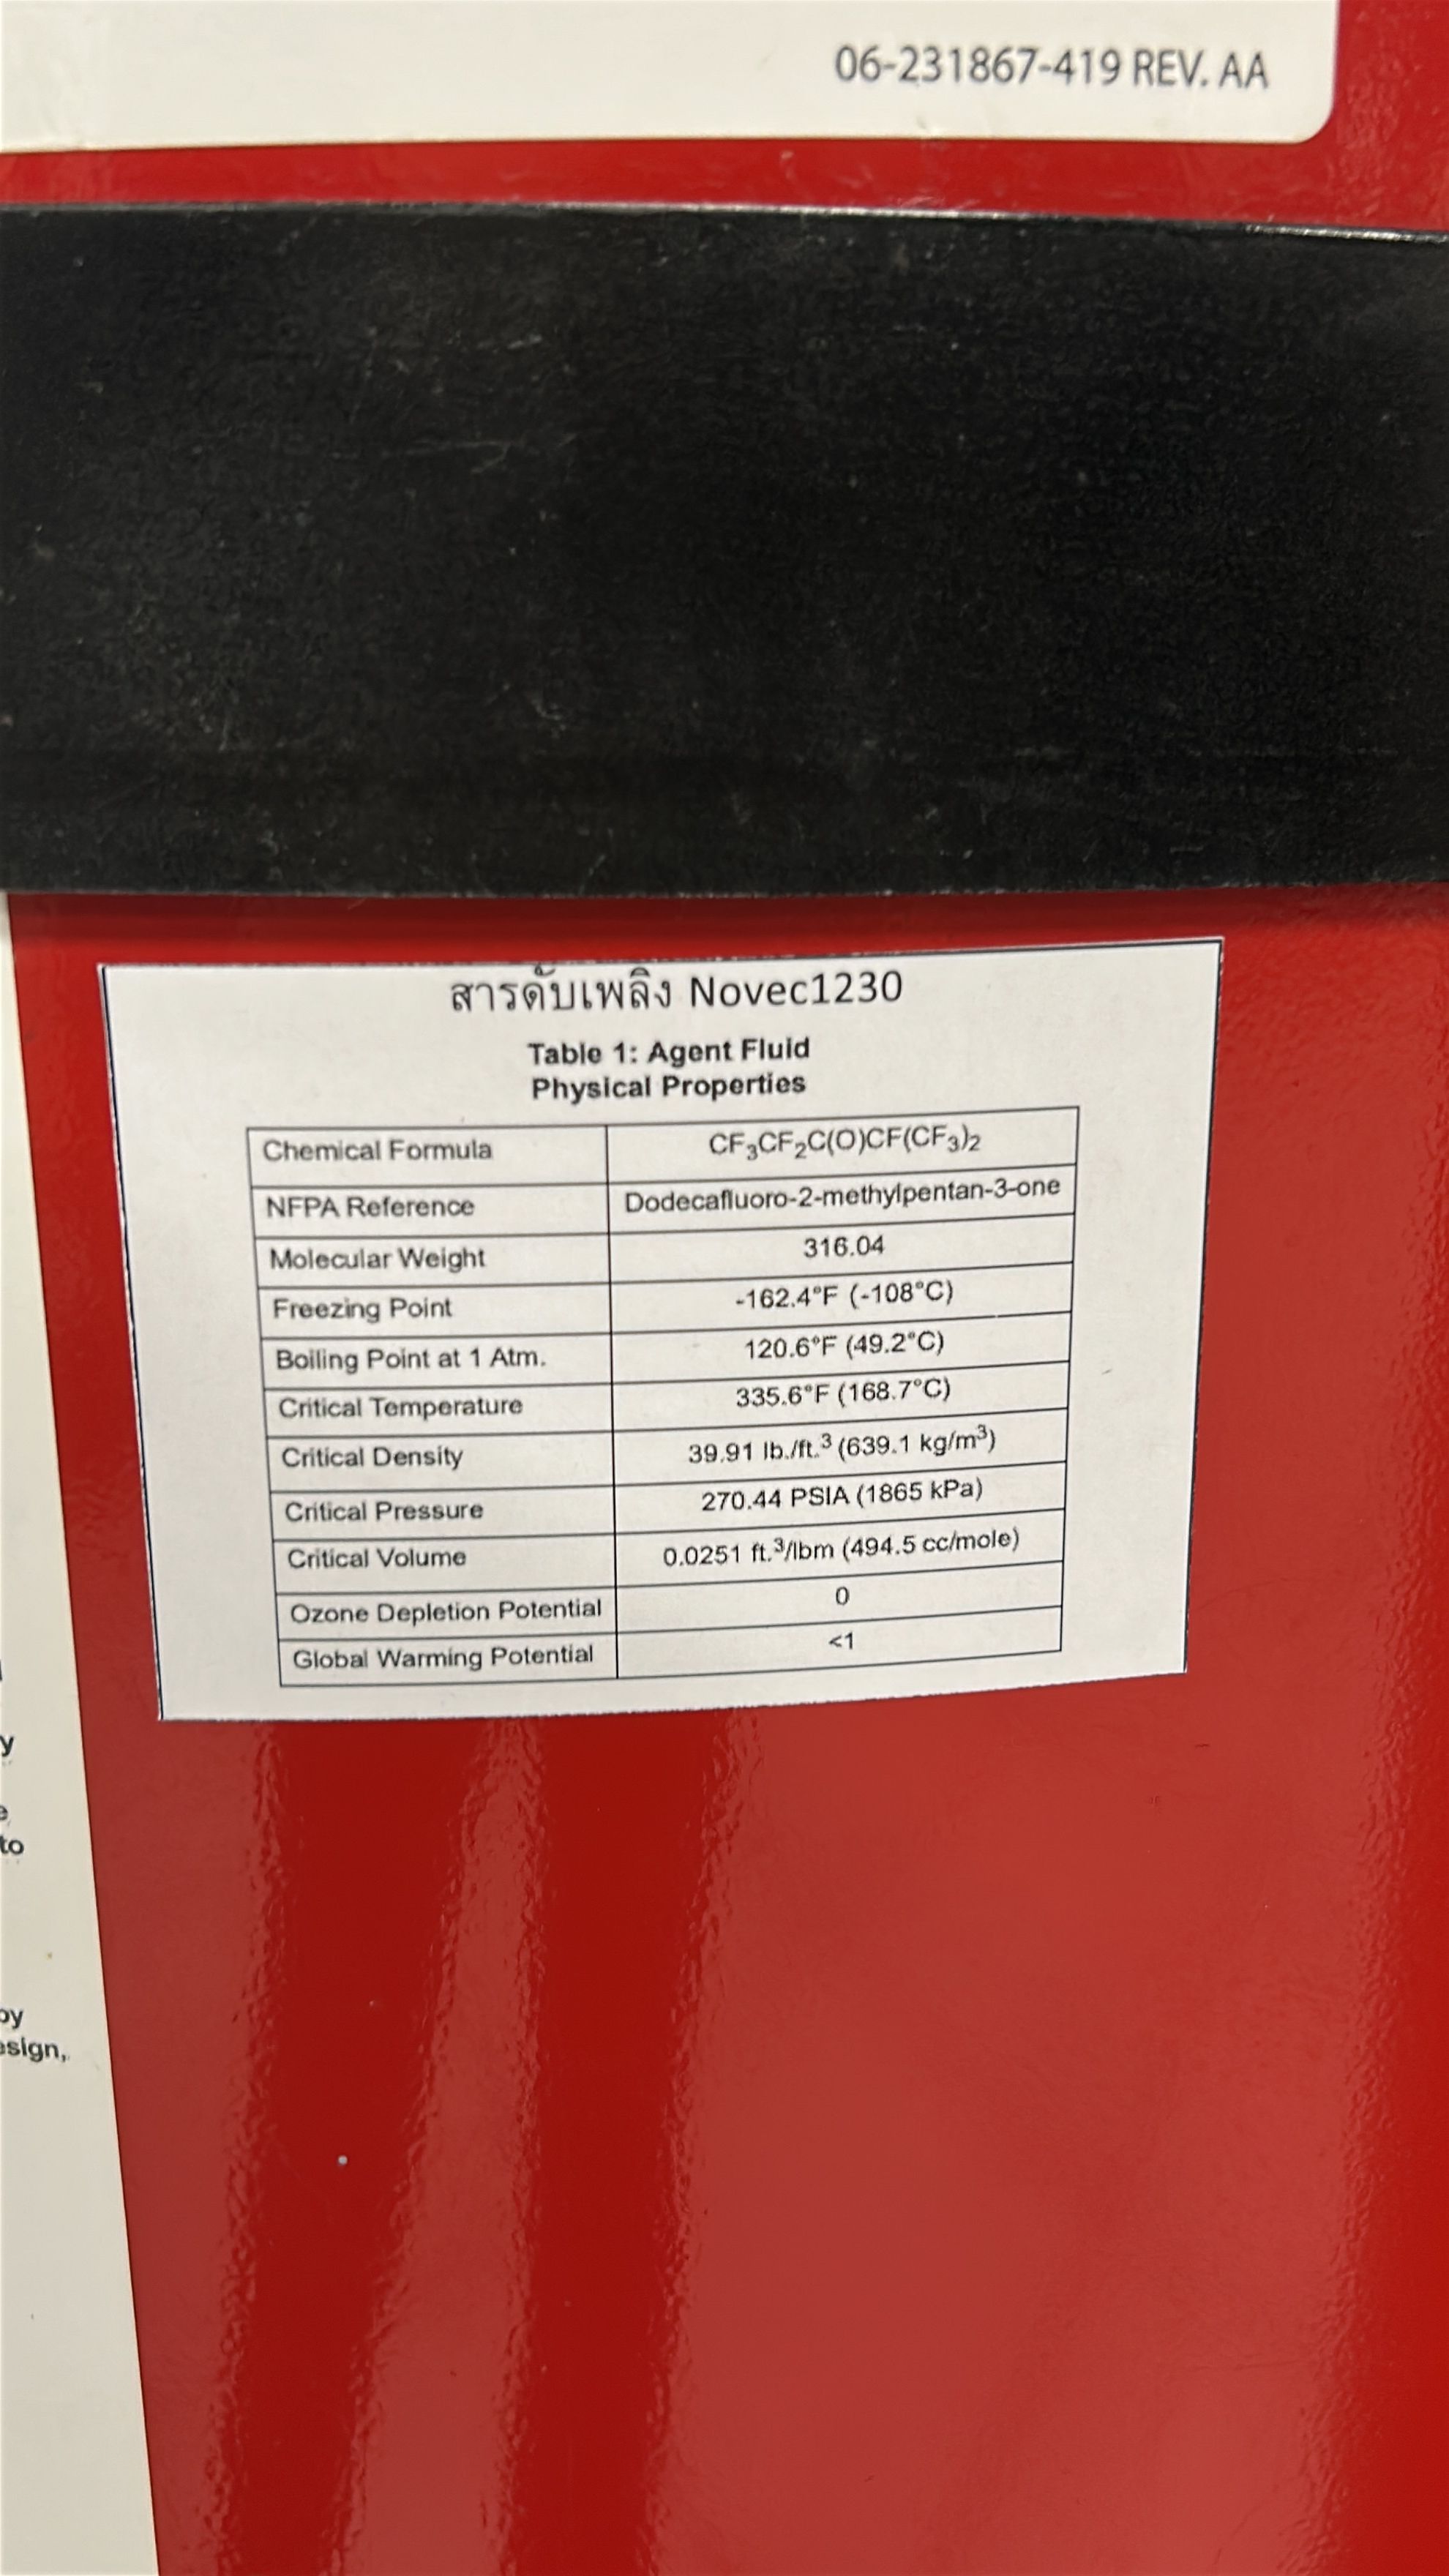 06-231867-419 REV. AA
สารดับเพลิง Novec1230
Table 1: Agent Fluid
Physical Properties
Chemical Formula CF₃CF₂C(O)CF(CF₃)₂
NFPA Reference Dodecafluoro-2-methylpentan-3-one
Molecular Weight 316.04
Freezing Point -162.4°F (-108°C)
Boiling Point at 1 Atm. 120.6°F (49.2°C)
Critical Temperature 335.6°F (168.7°C)
Critical Density 39.91 lb./ft.³ (639.1 kg/m³)
Critical Pressure 270.44 PSIA (1865 kPa)
Critical Volume 0.0251 ft.³/lbm (494.5 cc/mole)
Ozone Depletion Potential 0
Global Warming Potential <1
to